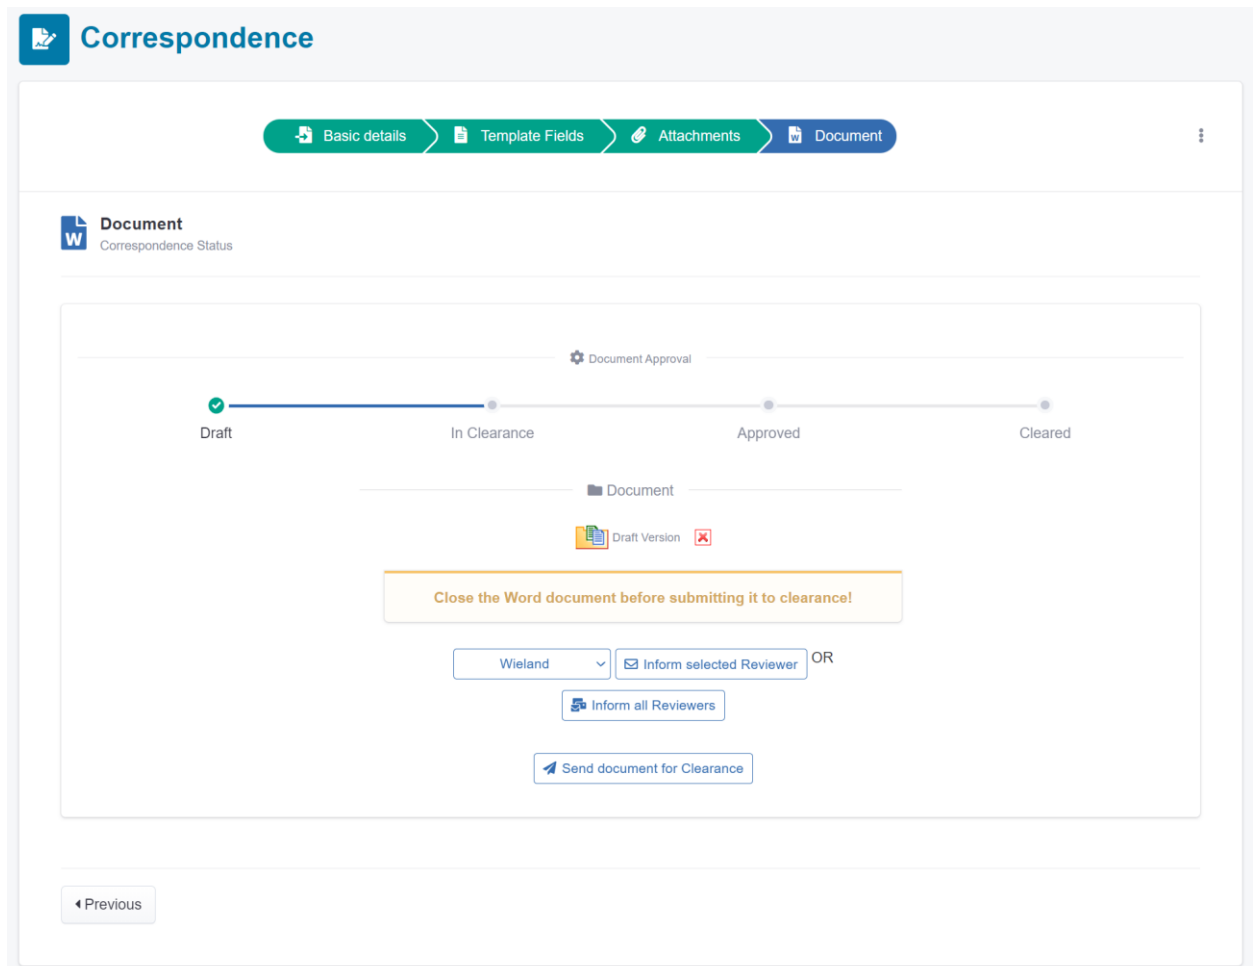 Correspondence
Basic details
Template Fields
Attachments
Document
Document
Correspondence Status
Document Approval
Draft
In Clearance
Approved
Cleared
Document
Draft Version
Close the Word document before submitting it to clearance!
Wieland
Inform selected Reviewer
OR
Inform all Reviewers
Send document for Clearance
Previous